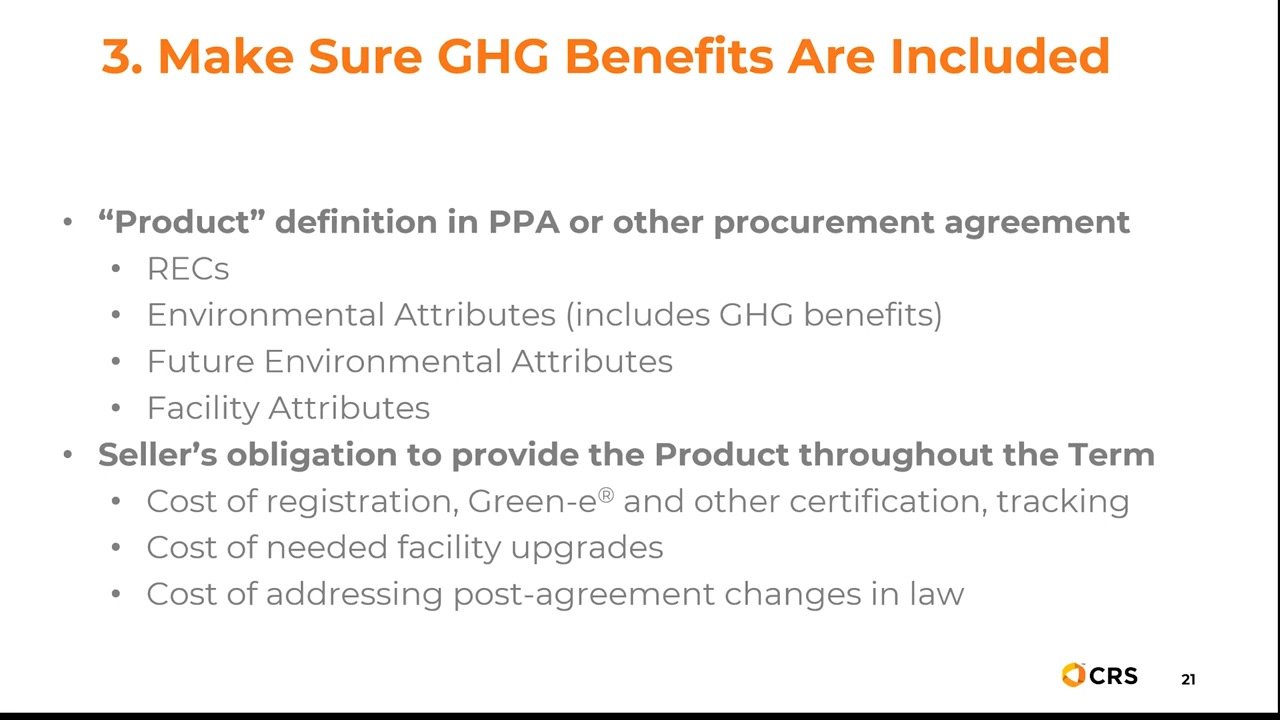 3. Make Sure GHG Benefits Are Included
• “Product” definition in PPA or other procurement agreement
• RECs
• Environmental Attributes (includes GHG benefits)
• Future Environmental Attributes
• Facility Attributes
• Seller’s obligation to provide the Product throughout the Term
• Cost of registration, Green-e® and other certification, tracking
• Cost of needed facility upgrades
• Cost of addressing post-agreement changes in law
CRS
21